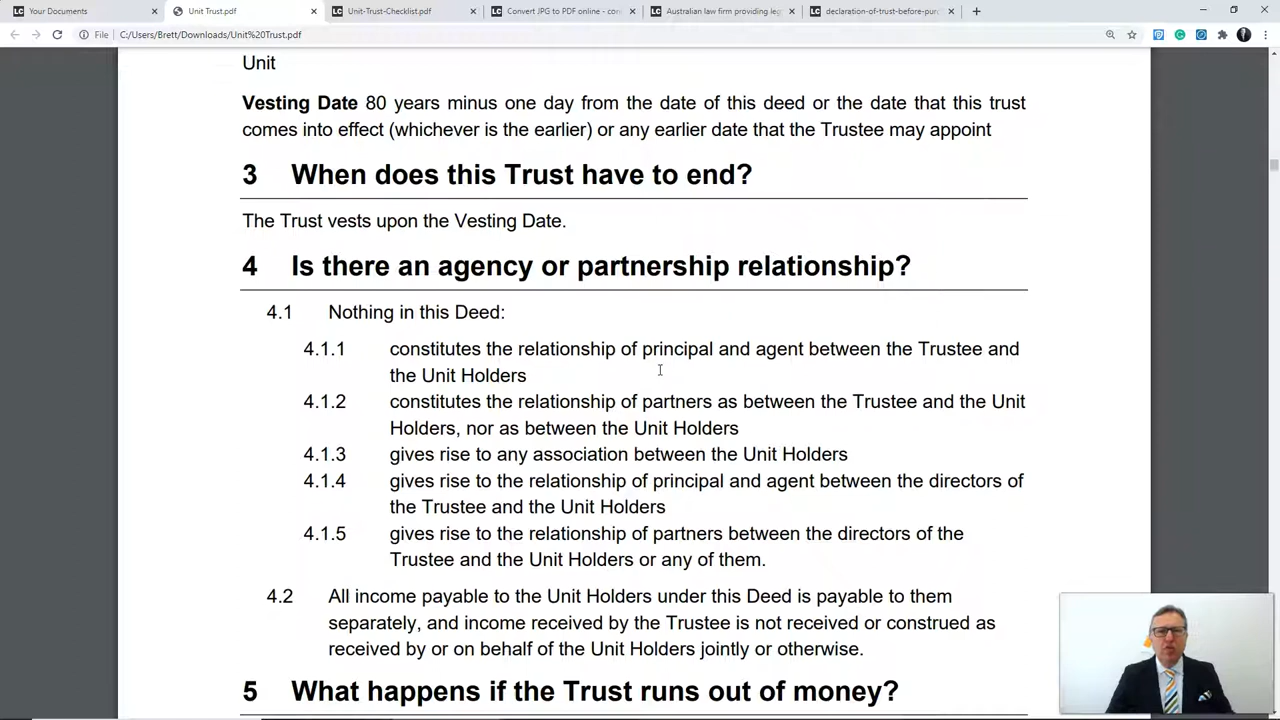 Your Documents
Unit Trust.pdf
Unit-Trust-Checklist.pdf
Convert JPG to PDF online - con
Australian law firm providing leg
declaration-of-trust-before-pur
File C:/Users/Brett/Downloads/Unit%20Trust.pdf
Unit
Vesting Date 80 years minus one day from the date of this deed or the date that this trust
comes into effect (whichever is the earlier) or any earlier date that the Trustee may appoint
3 When does this Trust have to end?
The Trust vests upon the Vesting Date.
4 Is there an agency or partnership relationship?
4.1 Nothing in this Deed:
4.1.1 constitutes the relationship of principal and agent between the Trustee and
the Unit Holders
4.1.2 constitutes the relationship of partners as between the Trustee and the Unit
Holders, nor as between the Unit Holders
4.1.3 gives rise to any association between the Unit Holders
4.1.4 gives rise to the relationship of principal and agent between the directors of
the Trustee and the Unit Holders
4.1.5 gives rise to the relationship of partners between the directors of the
Trustee and the Unit Holders or any of them.
4.2 All income payable to the Unit Holders under this Deed is payable to them
separately, and income received by the Trustee is not received or construed as
received by or on behalf of the Unit Holders jointly or otherwise.
5 What happens if the Trust runs out of money?